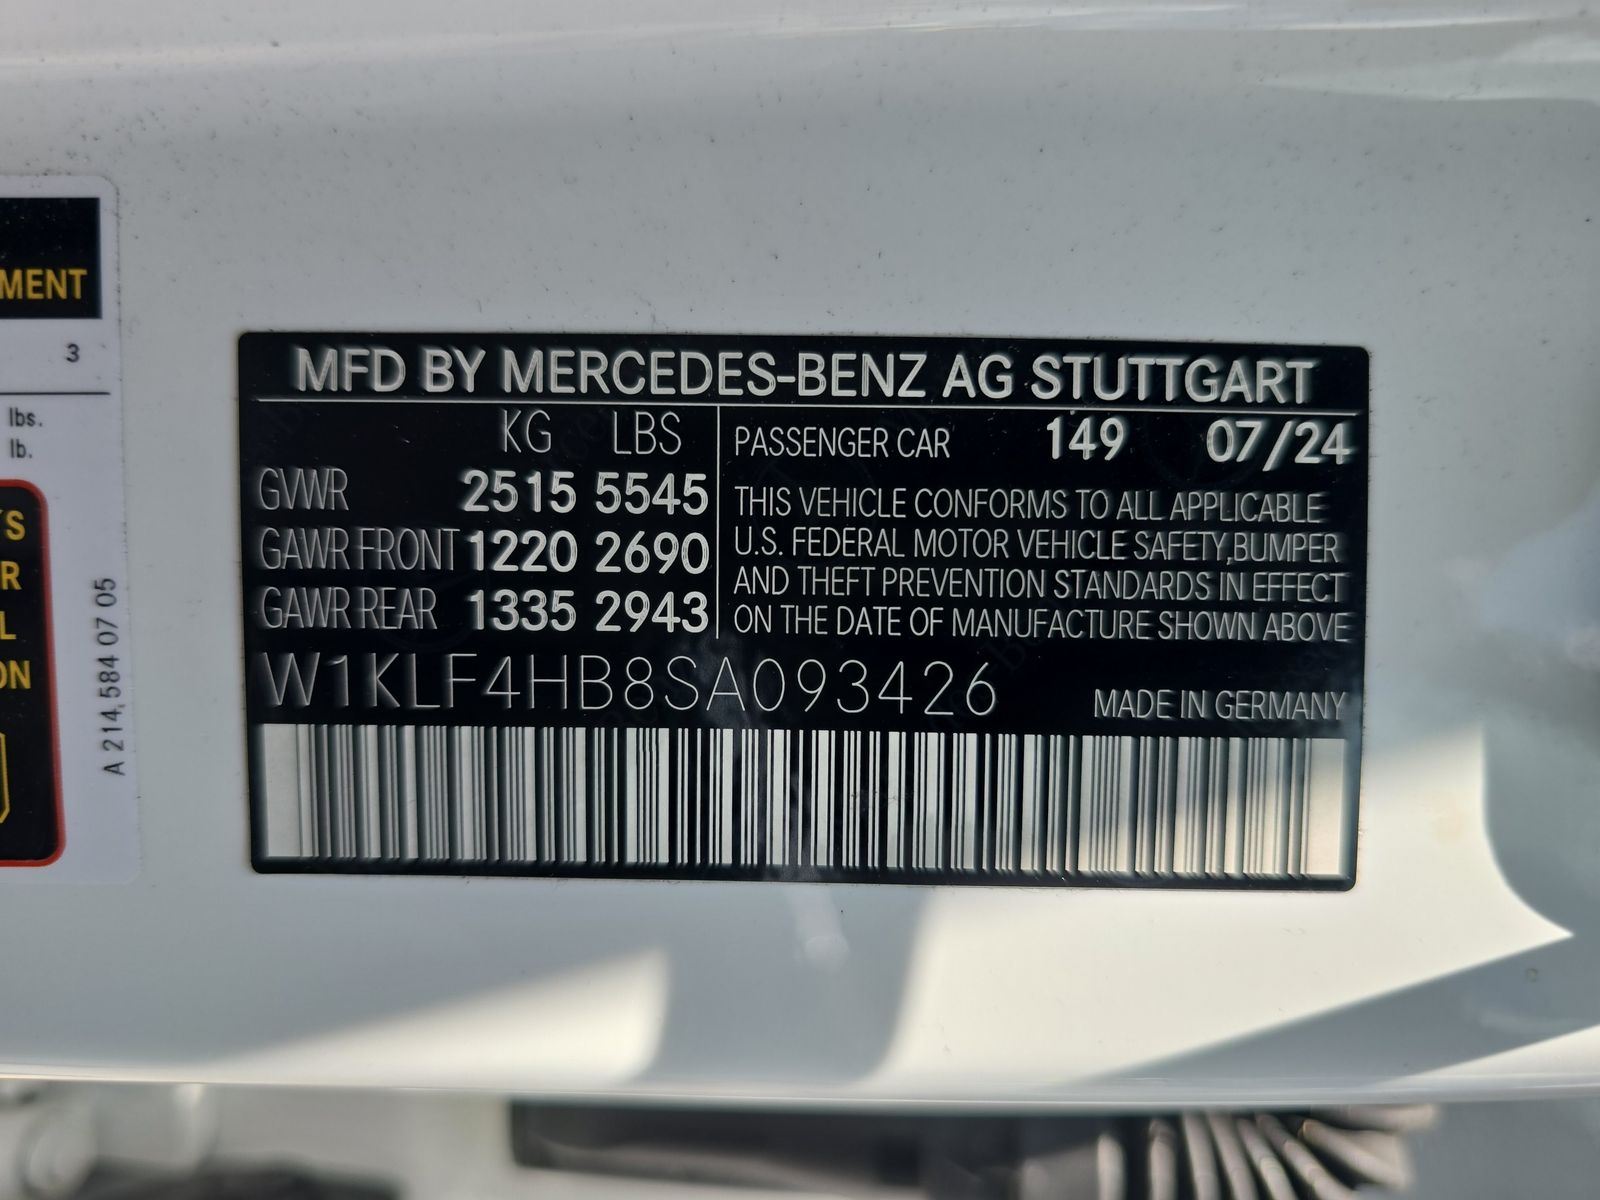 MENT
3
lbs.
lb.
TS
R
L
ON
A 214 584 07 05
MFD BY MERCEDES-BENZ AG STUTTGART
KG LBS
GVWR 2515 5545
GAWR FRONT 1220 2690
GAWR REAR 1335 2943
PASSENGER CAR 149 07/24
THIS VEHICLE CONFORMS TO ALL APPLICABLE
U.S. FEDERAL MOTOR VEHICLE SAFETY,BUMPER
AND THEFT PREVENTION STANDARDS IN EFFECT
ON THE DATE OF MANUFACTURE SHOWN ABOVE
W1KLF4HB8SA093426
MADE IN GERMANY